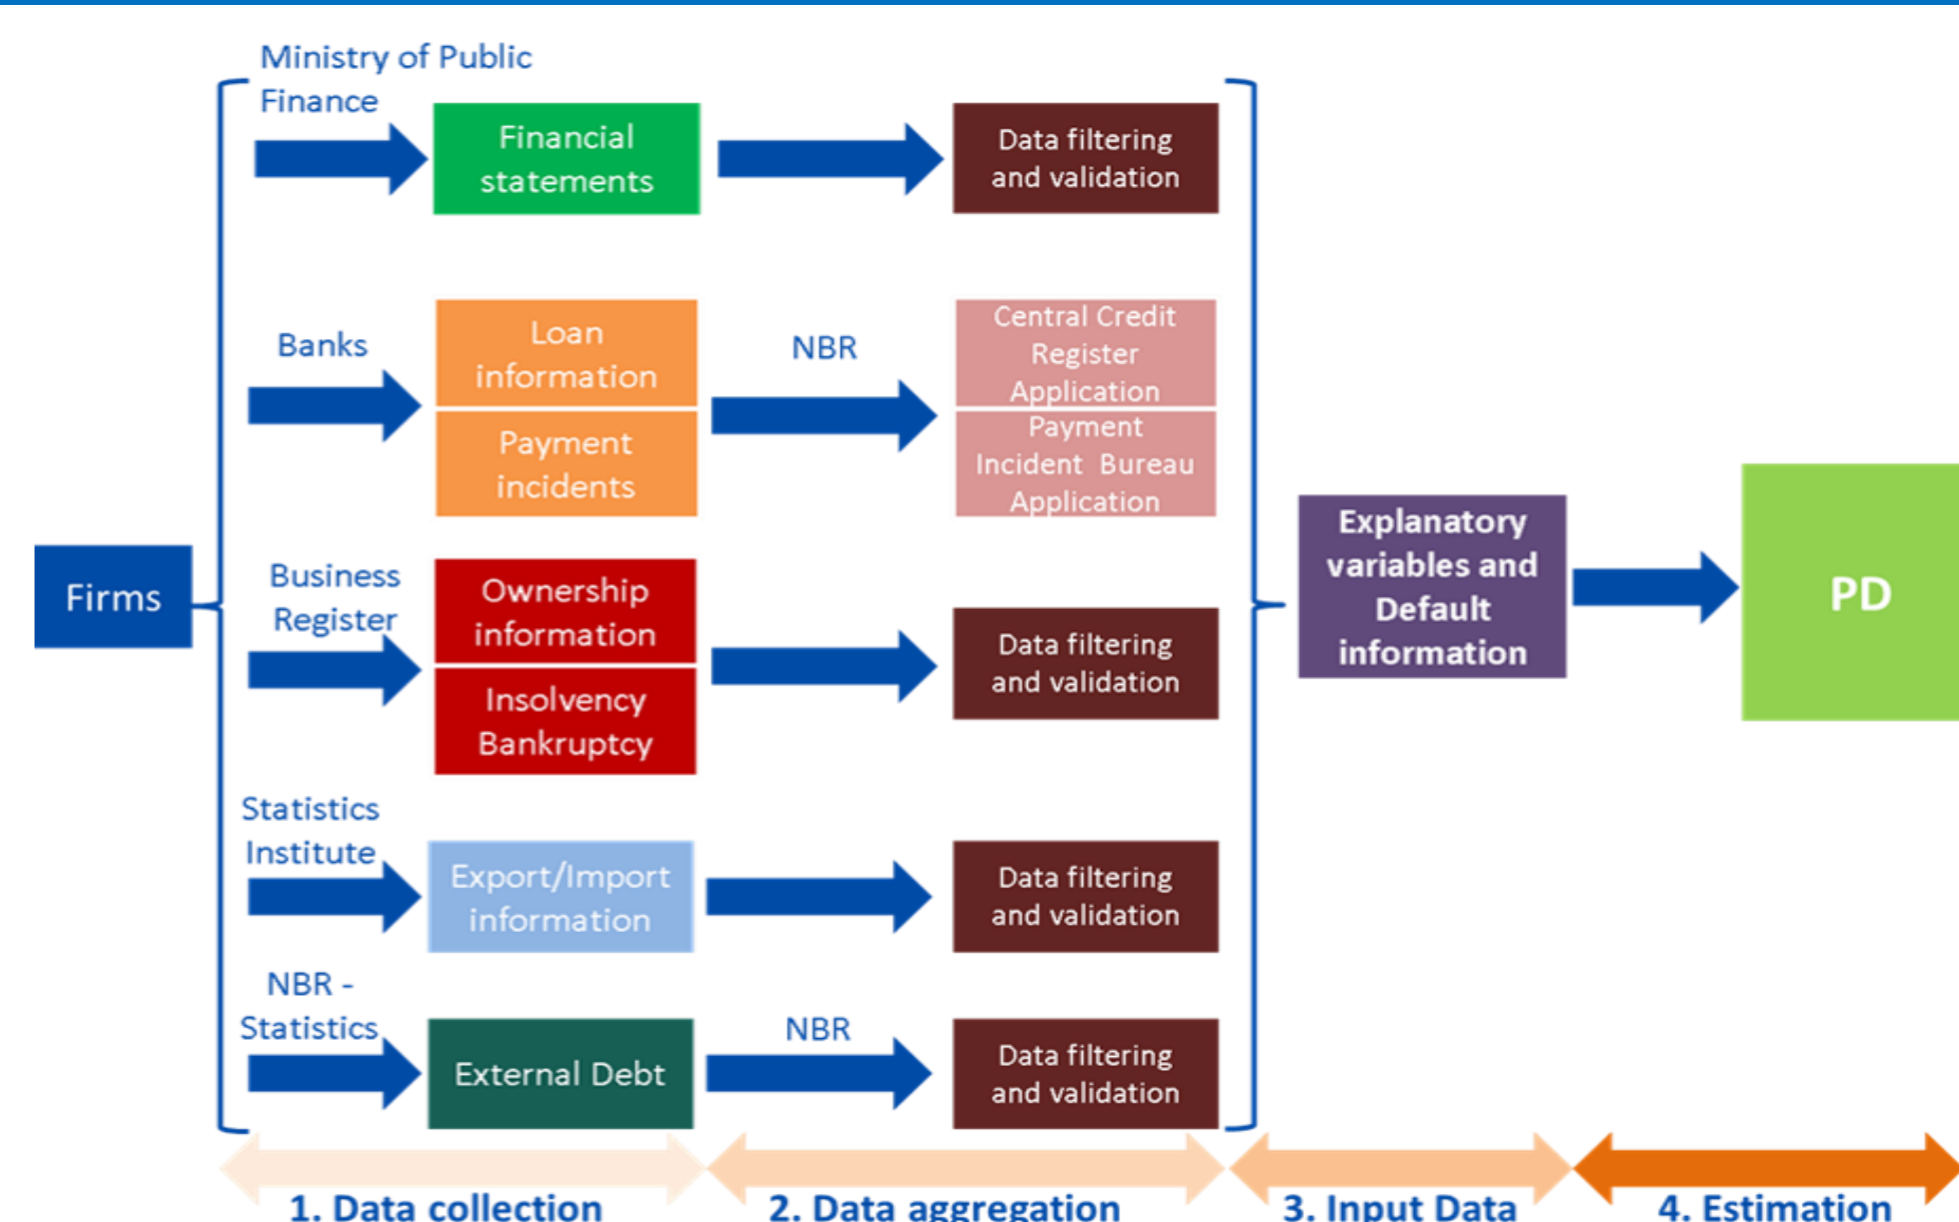 Ministry of Public
Finance
Financial
statements
Data filtering
and validation
Banks
Loan
information
Payment
incidents
NBR
Central Credit
Register
Application
Payment
Incident Bureau
Application
Firms
Business
Register
Ownership
information
Insolvency
Bankruptcy
Data filtering
and validation
Explanatory
variables and
Default
information
PD
Statistics
Institute
Export/Import
information
Data filtering
and validation
NBR -
Statistics
External Debt
NBR
Data filtering
and validation
1. Data collection
2. Data aggregation
3. Input Data
4. Estimation